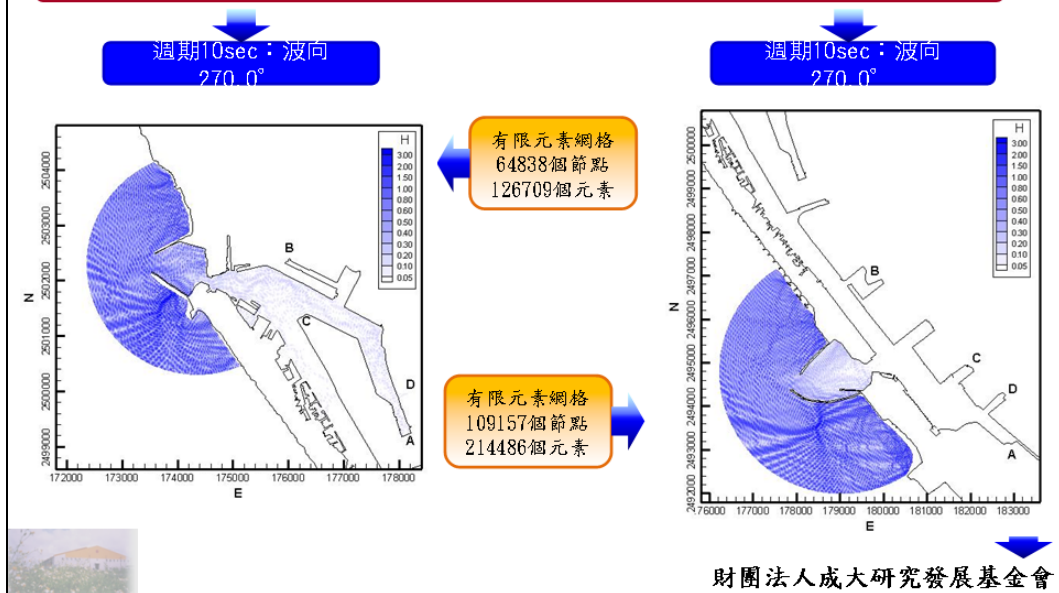 週期10sec：波向
270.0°
週期10sec：波向
270.0°
有限元素網格
64838個節點
126709個元素
H
3.00
2.00
1.50
1.00
0.80
0.60
0.50
0.40
0.30
0.20
0.10
0.05
B
C
D
A
N
2504000
2503000
2502000
2501000
2500000
2499000
172000 173000 174000 175000 176000 177000 178000
E
有限元素網格
109157個節點
214486個元素
H
3.00
2.00
1.50
1.00
0.80
0.60
0.50
0.40
0.30
0.20
0.10
0.05
B
C
D
A
N
2500000
2499000
2498000
2497000
2496000
2495000
2494000
2493000
2492000
176000 177000 178000 179000 180000 181000 182000 183000
E
財團法人成大研究發展基金會